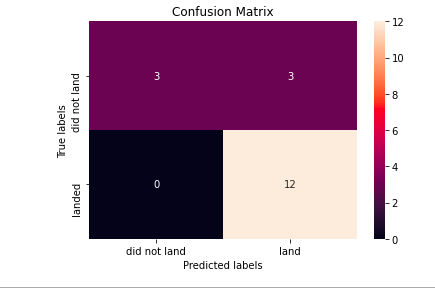 Confusion Matrix
True labels
did not land
landed
3 3
0 12
did not land land
Predicted labels
12
10
8
6
4
2
0